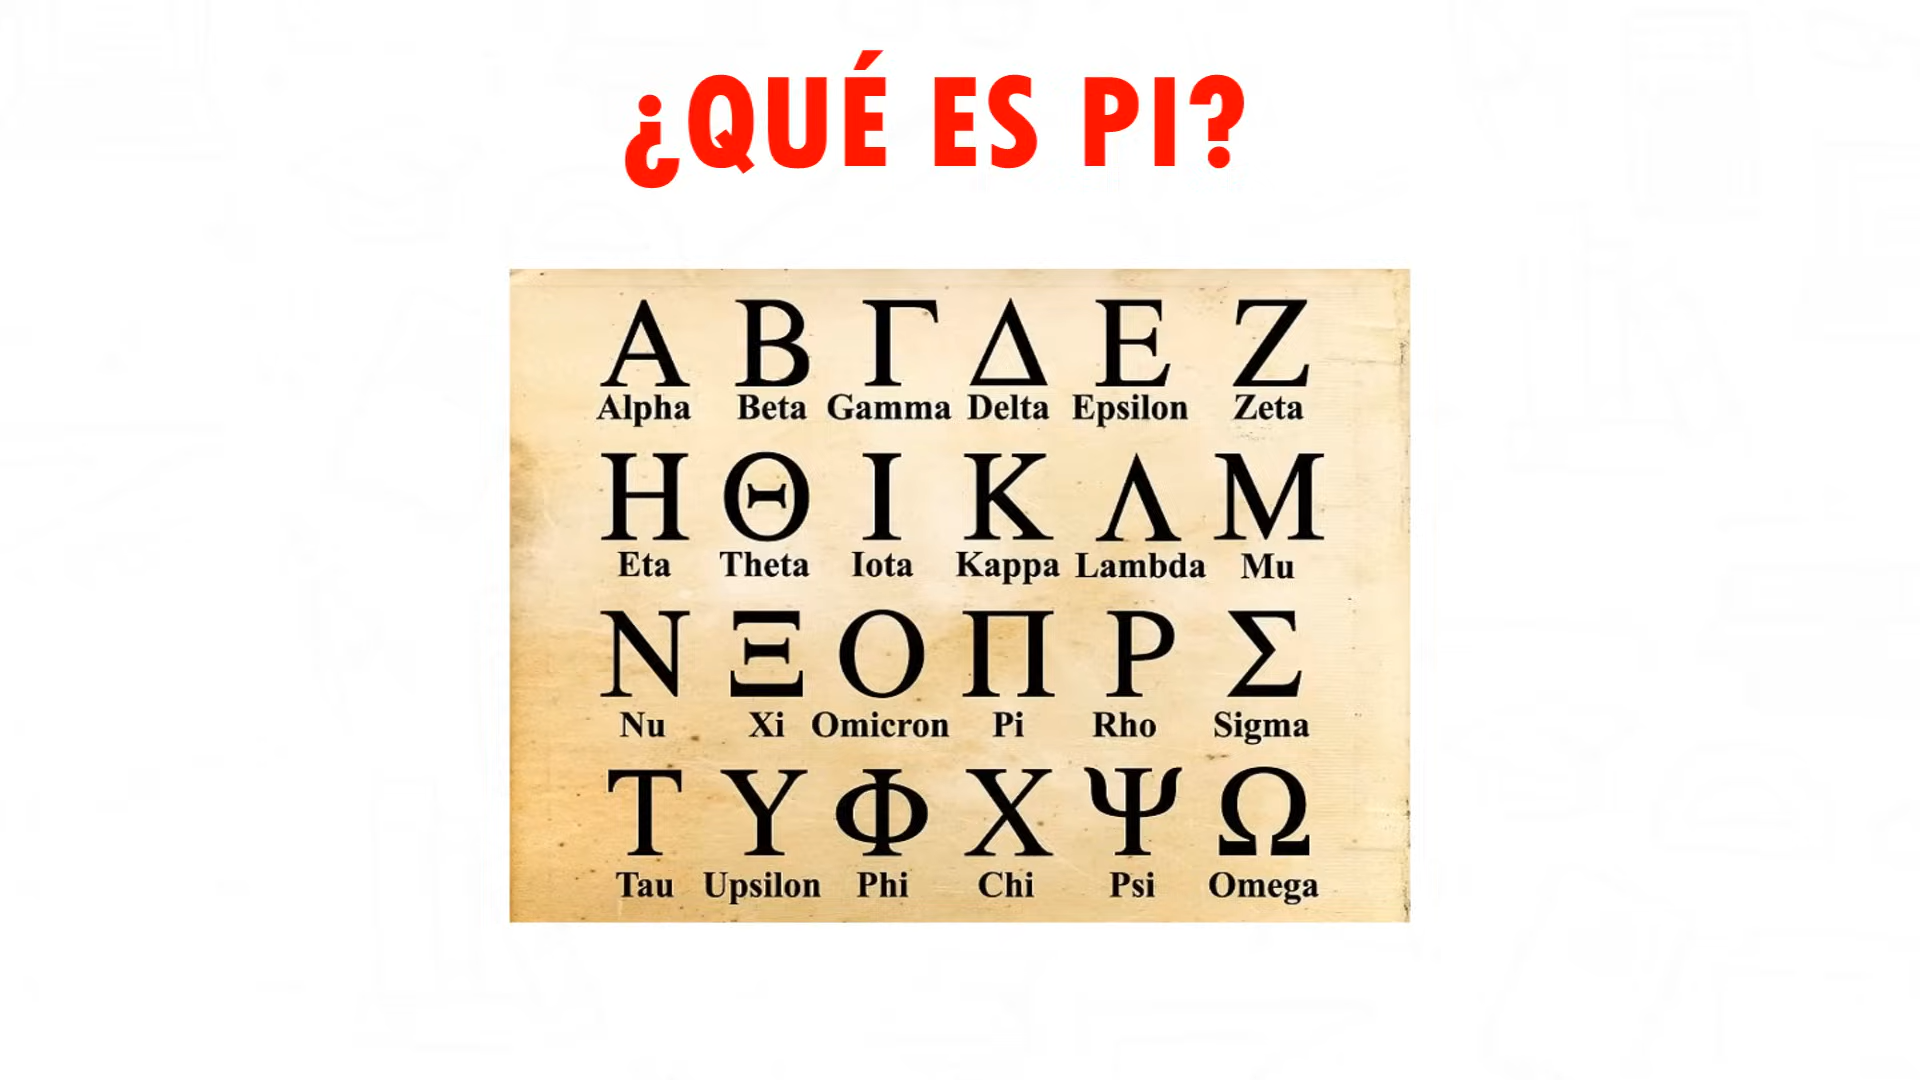 ¿QUÉ ES PI?
Α Β Γ Δ Ε Ζ
Alpha Beta Gamma Delta Epsilon Zeta
Η Θ Ι Κ Λ Μ
Eta Theta Iota Kappa Lambda Mu
Ν Ξ Ο Π Ρ Σ
Nu Xi Omicron Pi Rho Sigma
Τ Υ Φ Χ Ψ Ω
Tau Upsilon Phi Chi Psi Omega